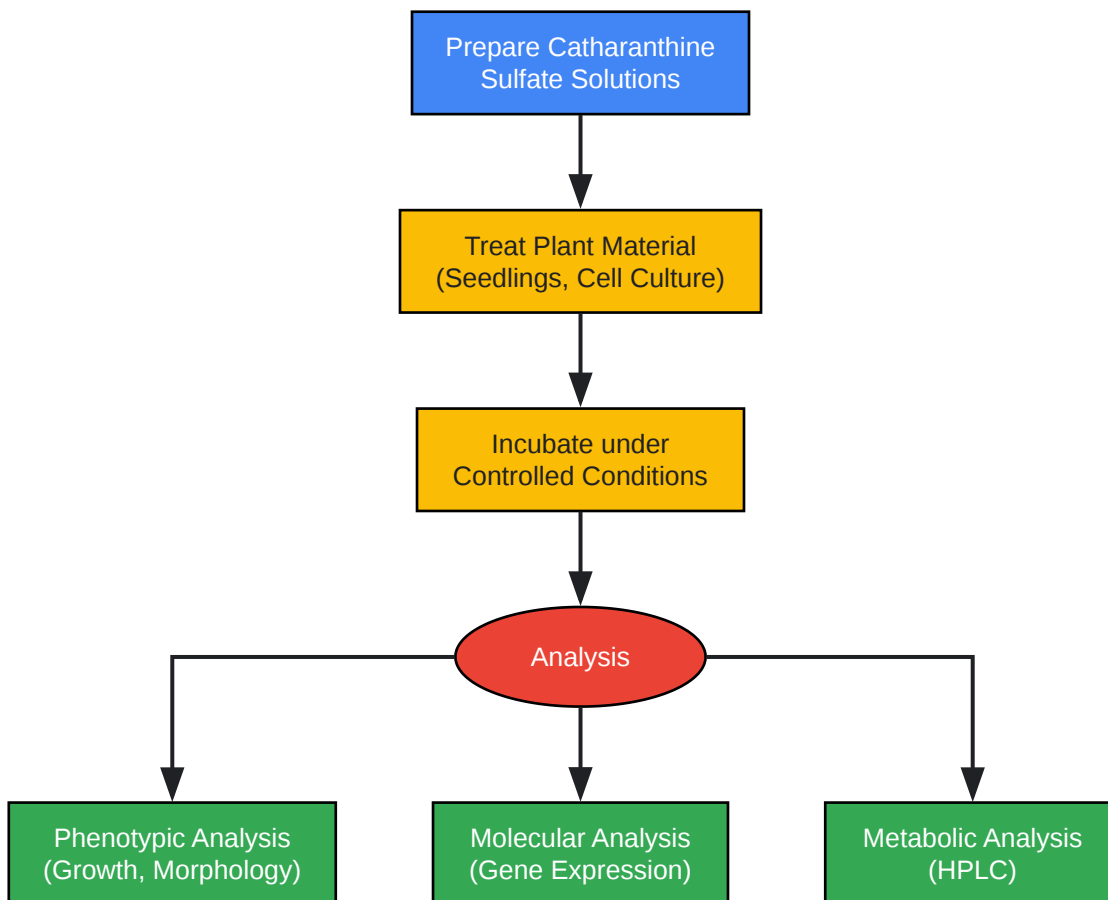 Prepare Catharanthine
Sulfate Solutions
Treat Plant Material
(Seedlings, Cell Culture)
Incubate under
Controlled Conditions
Analysis
Phenotypic Analysis
(Growth, Morphology)
Molecular Analysis
(Gene Expression)
Metabolic Analysis
(HPLC)